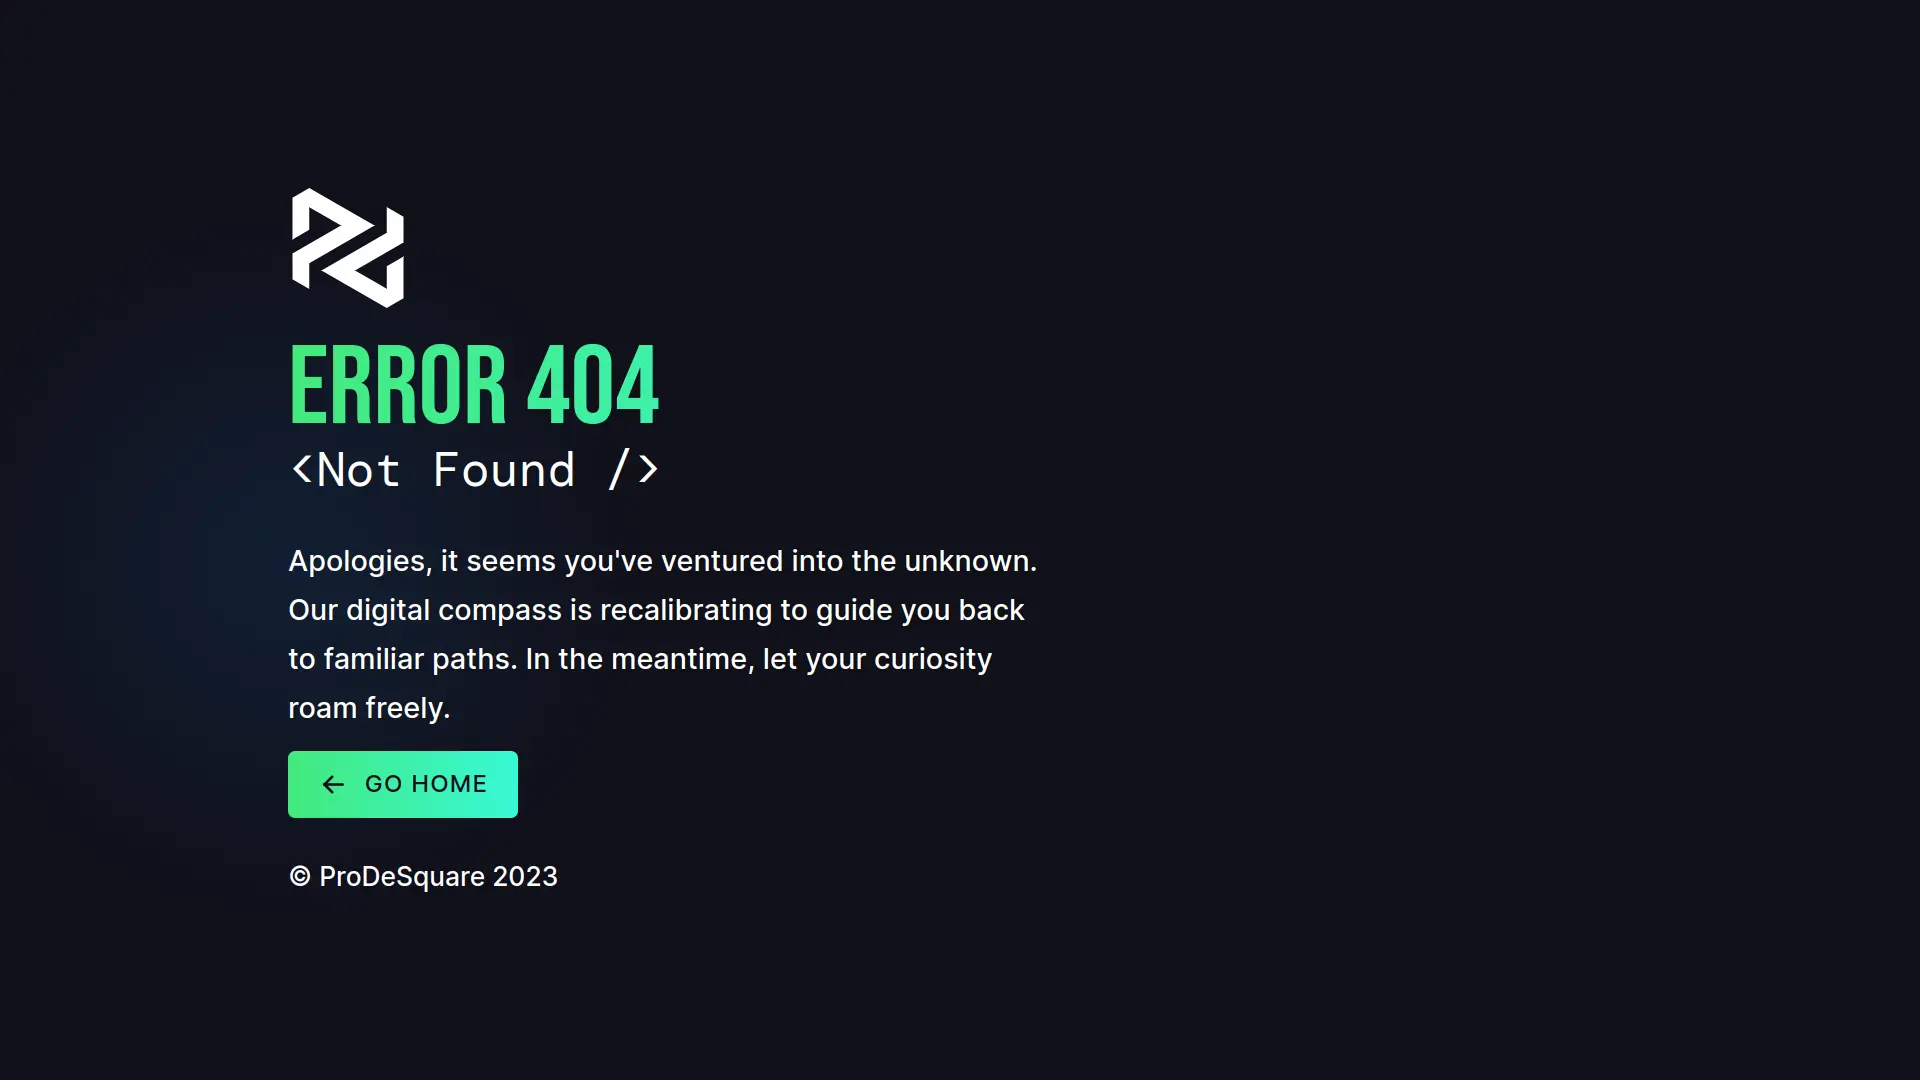 ERROR 404
<Not Found />
Apologies, it seems you've ventured into the unknown.
Our digital compass is recalibrating to guide you back
to familiar paths. In the meantime, let your curiosity
roam freely.
GO HOME
© ProDeSquare 2023